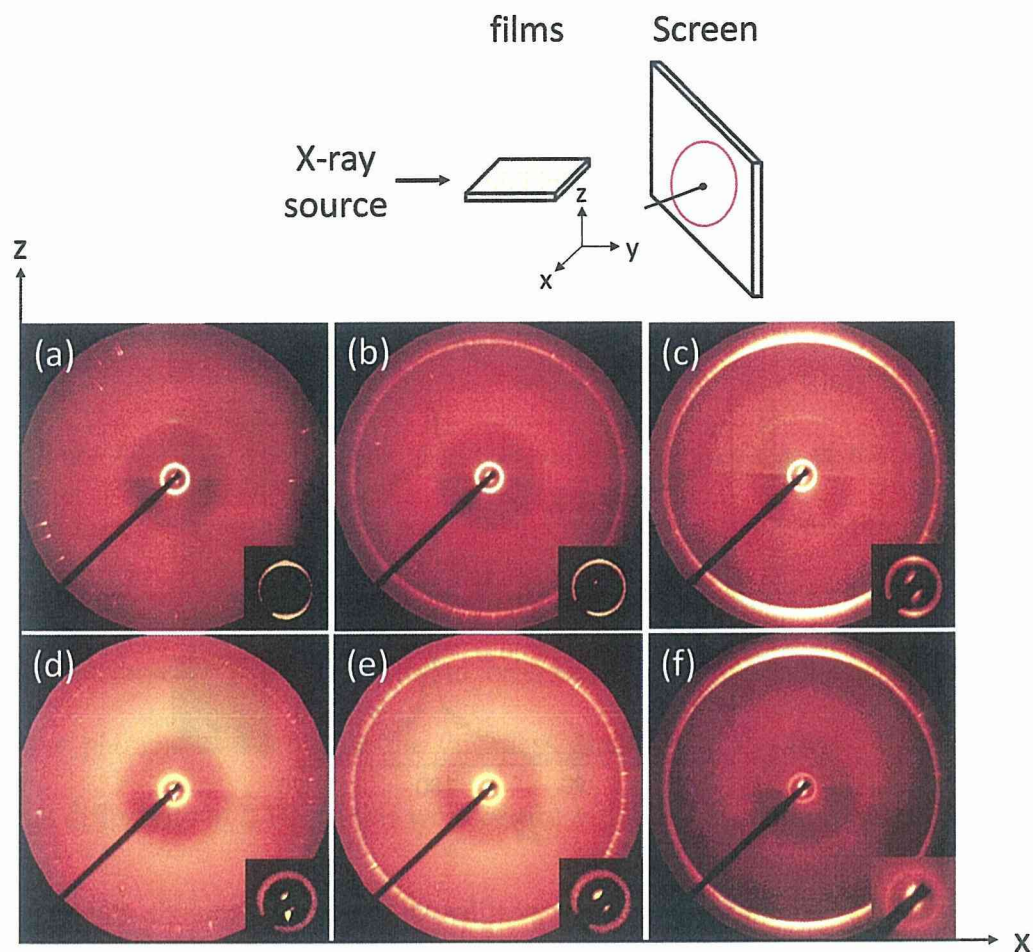 films
Screen
X-ray
source
z
y
x
z
(a)
(b)
(c)
(d)
(e)
(f)
x